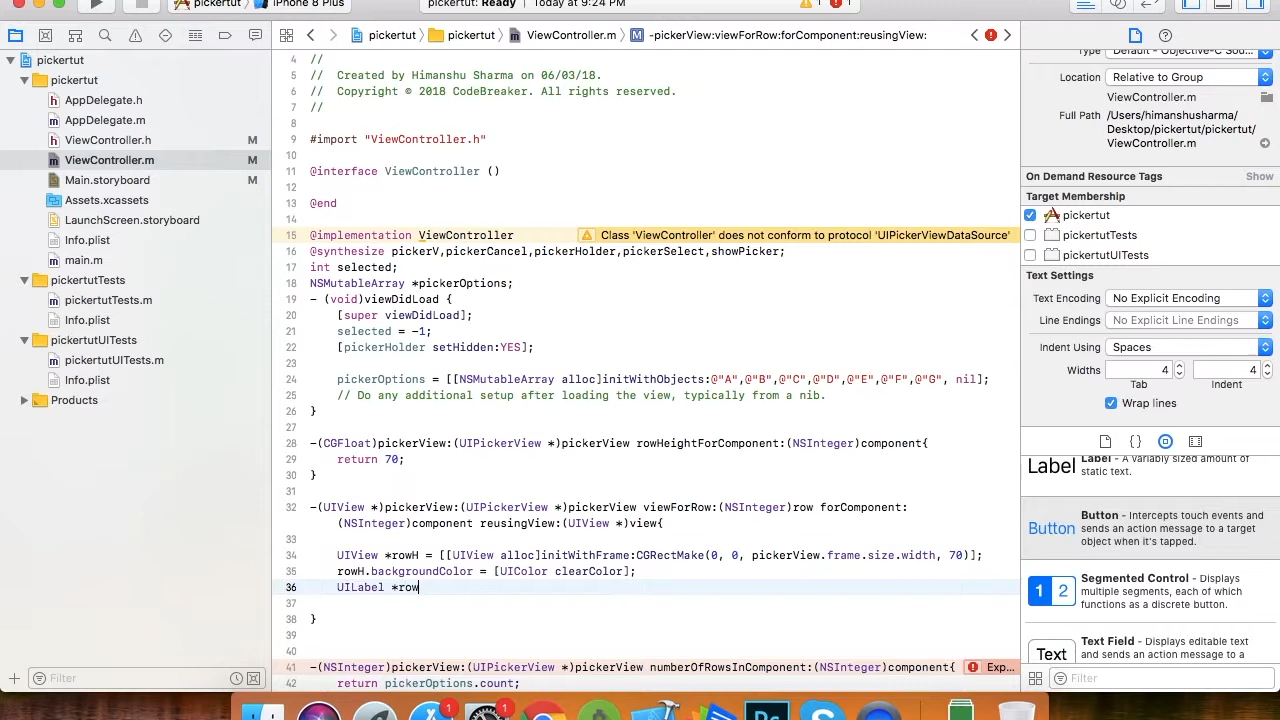 pickertut
iPhone 8 Plus
pickertut: Ready
Today at 9:24 PM
1
1
pickertut
pickertut
ViewController.m
M
-pickerView:viewForRow:forComponent:reusingView:
pickertut
pickertut
AppDelegate.h
AppDelegate.m
ViewController.h M
ViewController.m M
Main.storyboard M
Assets.xcassets
LaunchScreen.storyboard
Info.plist
main.m
pickertutTests
pickertutTests.m
Info.plist
pickertutUITests
pickertutUITests.m
Info.plist
Products
Filter
4 //
5 //  Created by Himanshu Sharma on 06/03/18.
6 //  Copyright © 2018 CodeBreaker. All rights reserved.
7 //
8
9 #import "ViewController.h"
10
11 @interface ViewController ()
12
13 @end
14
15 @implementation ViewController
Class 'ViewController' does not conform to protocol 'UIPickerViewDataSource'
16 @synthesize pickerV,pickerCancel,pickerHolder,pickerSelect,showPicker;
17 int selected;
18 NSMutableArray *pickerOptions;
19 - (void)viewDidLoad {
20 [super viewDidLoad];
21 selected = -1;
22 [pickerHolder setHidden:YES];
23
24 pickerOptions = [[NSMutableArray alloc]initWithObjects:@"A",@"B",@"C",@"D",@"E",@"F",@"G", nil];
25 // Do any additional setup after loading the view, typically from a nib.
26 }
27
28 -(CGFloat)pickerView:(UIPickerView *)pickerView rowHeightForComponent:(NSInteger)component{
29 return 70;
30 }
31
32 -(UIView *)pickerView:(UIPickerView *)pickerView viewForRow:(NSInteger)row forComponent:
(NSInteger)component reusingView:(UIView *)view{
33
34 UIView *rowH = [[UIView alloc]initWithFrame:CGRectMake(0, 0, pickerView.frame.size.width, 70)];
35 rowH.backgroundColor = [UIColor clearColor];
36 UILabel *row
37
38 }
39
40
41 -(NSInteger)pickerView:(UIPickerView *)pickerView numberOfRowsInComponent:(NSInteger)component{
Exp...
42 return pickerOptions.count;
Type Default - Objective-C Sou...
Location Relative to Group
ViewController.m
Full Path /Users/himanshusharma/
Desktop/pickertut/pickertut/
ViewController.m
On Demand Resource Tags Show
Target Membership
pickertut
pickertutTests
pickertutUITests
Text Settings
Text Encoding No Explicit Encoding
Line Endings No Explicit Line Endings
Indent Using Spaces
Widths 4 4
Tab Indent
Wrap lines
{ }
Label
Label - A variably sized amount of
static text.
Button
Button - Intercepts touch events and
sends an action message to a target
object when it's tapped.
1 2
Segmented Control - Displays
multiple segments, each of which
functions as a discrete button.
Text
Text Field - Displays editable text
and sends an action message to a
Filter
1
1
Ps